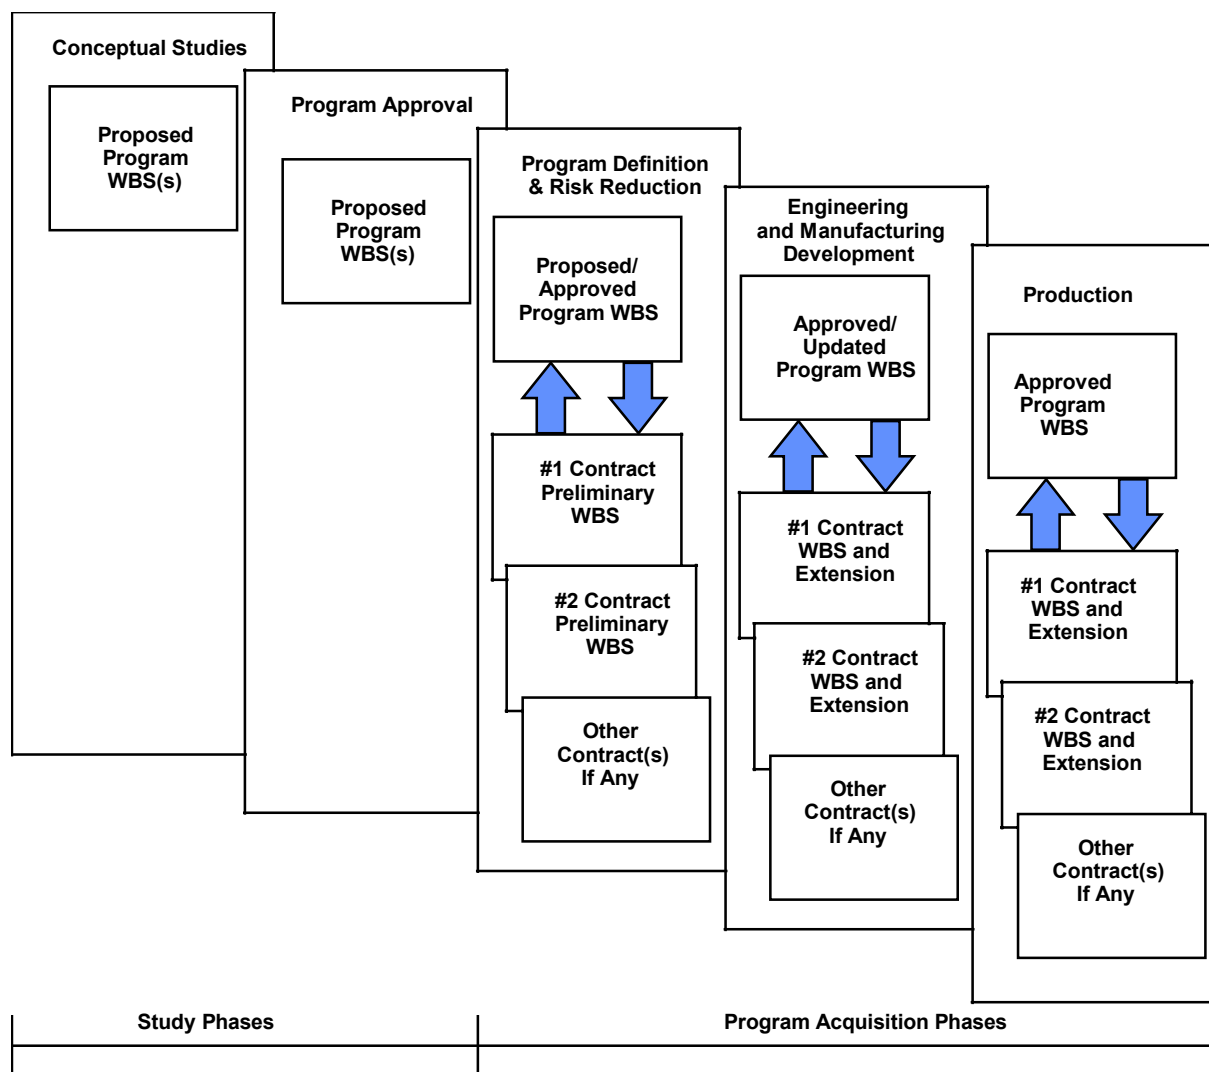 Conceptual Studies
Proposed
Program
WBS(s)
Program Approval
Proposed
Program
WBS(s)
Program Definition
& Risk Reduction
Proposed/
Approved
Program WBS
#1 Contract
Preliminary
WBS
#2 Contract
Preliminary
WBS
Other
Contract(s)
If Any
Engineering
and Manufacturing
Development
Approved/
Updated
Program WBS
#1 Contract
WBS and
Extension
#2 Contract
WBS and
Extension
Other
Contract(s)
If Any
Production
Approved
Program
WBS
#1 Contract
WBS and
Extension
#2 Contract
WBS and
Extension
Other
Contract(s)
If Any
Study Phases
Program Acquisition Phases